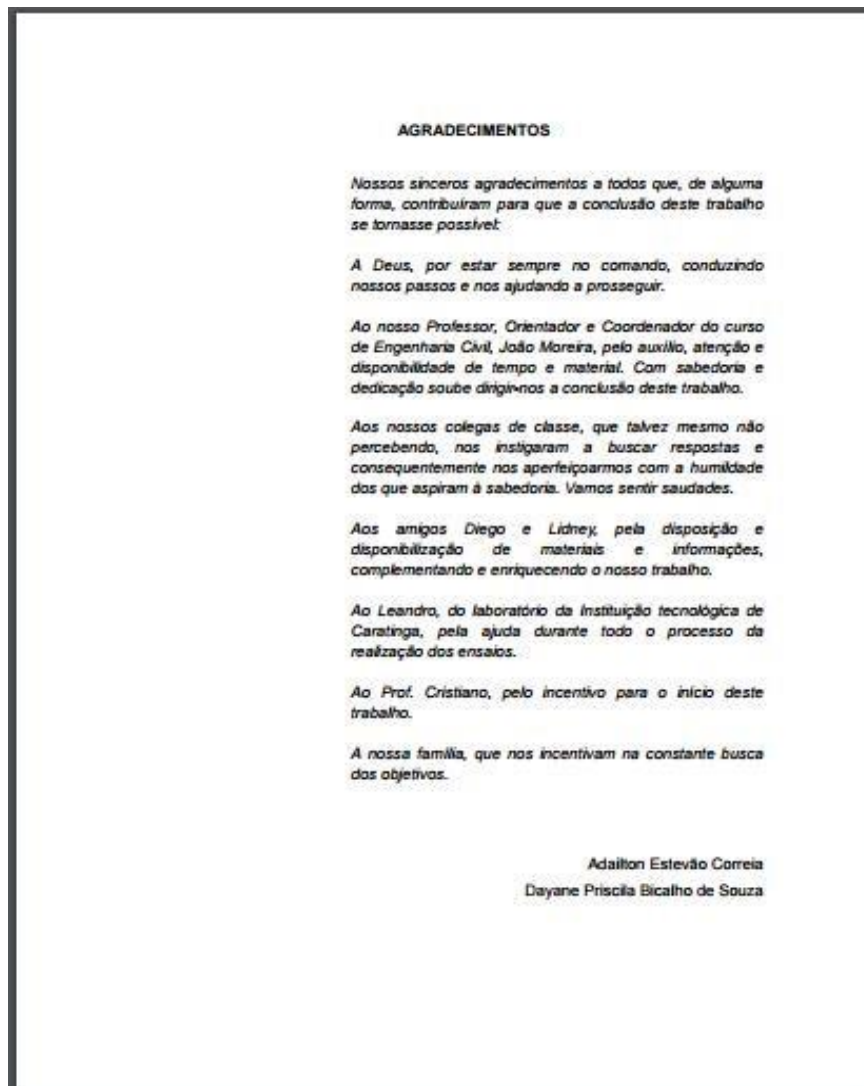 AGRADECIMENTOS
Nossos sinceros agradecimentos a todos que, de alguma
forma, contribuíram para que a conclusão deste trabalho
se tornasse possível:
A Deus, por estar sempre no comando, conduzindo
nossos passos e nos ajudando a prosseguir.
Ao nosso Professor, Orientador e Coordenador do curso
de Engenharia Civil, João Moreira, pelo auxílio, atenção e
disponibilidade de tempo e material. Com sabedoria e
dedicação soube dirigir-nos a conclusão deste trabalho.
Aos nossos colegas de classe, que talvez mesmo não
percebendo, nos instigaram a buscar respostas e
consequentemente nos aperfeiçoarmos com a humildade
dos que aspiram à sabedoria. Vamos sentir saudades.
Aos amigos Diego e Lidney, pela disposição e
disponibilização de materiais e informações,
complementando e enriquecendo o nosso trabalho.
Ao Leandro, do laboratório da Instituição tecnológica de
Caratinga, pela ajuda durante todo o processo da
realização dos ensaios.
Ao Prof. Cristiano, pelo incentivo para o início deste
trabalho.
A nossa família, que nos incentivam na constante busca
dos objetivos.
Adailton Estevão Correia
Dayane Priscila Bicalho de Souza